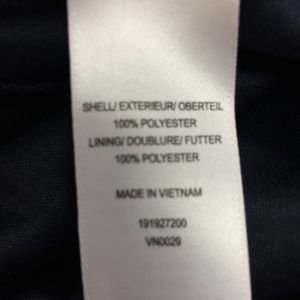 SHELL/ EXTERIEUR/ OBERTEIL
100% POLYESTER
LINING/ DOUBLURE/ FUTTER
100% POLYESTER
MADE IN VIETNAM
191927200
VN0029